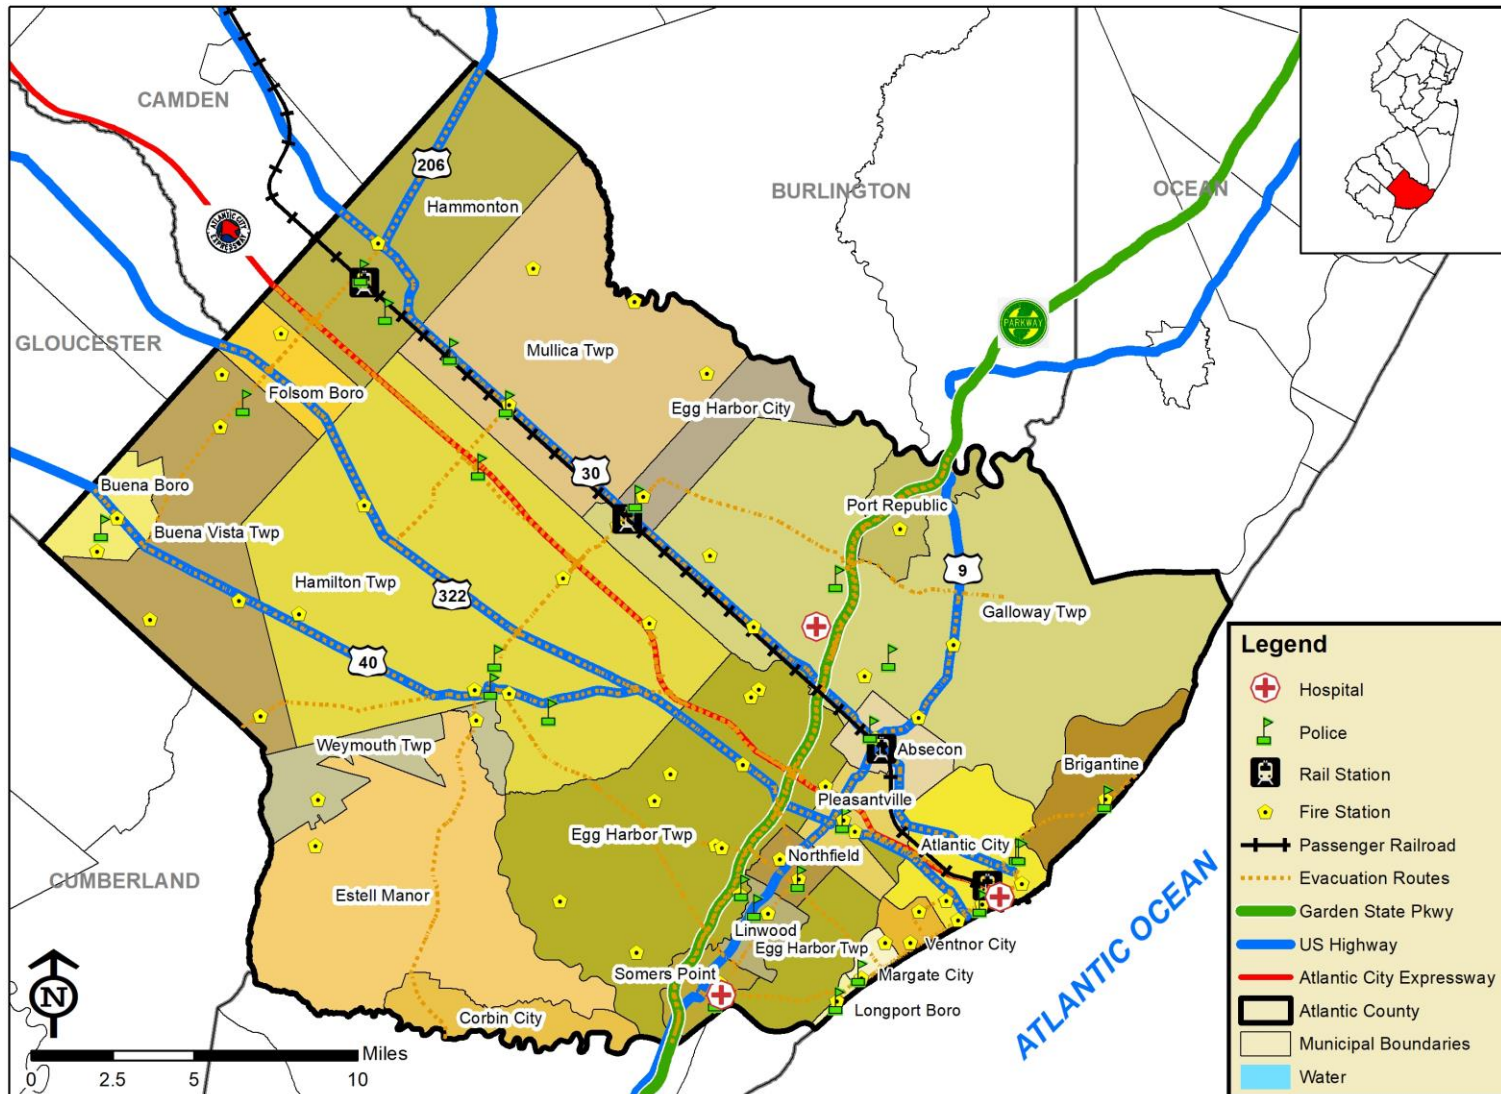 CAMDEN
BURLINGTON
OCEAN
206
Hammonton
ATLANTIC CITY
EXPRESSWAY
PARKWAY
GLOUCESTER
Mullica Twp
Folsom Boro
Egg Harbor City
30
Buena Boro
Port Republic
Buena Vista Twp
Hamilton Twp
322
9
Galloway Twp
40
Weymouth Twp
Absecon
Brigantine
Pleasantville
Egg Harbor Twp
Northfield
Atlantic City
CUMBERLAND
Estell Manor
Linwood
Egg Harbor Twp
Ventnor City
Somers Point
Margate City
Longport Boro
Corbin City
ATLANTIC OCEAN
N
Miles
0 2.5 5 10
Legend
Hospital
Police
Rail Station
Fire Station
Passenger Railroad
Evacuation Routes
Garden State Pkwy
US Highway
Atlantic City Expressway
Atlantic County
Municipal Boundaries
Water